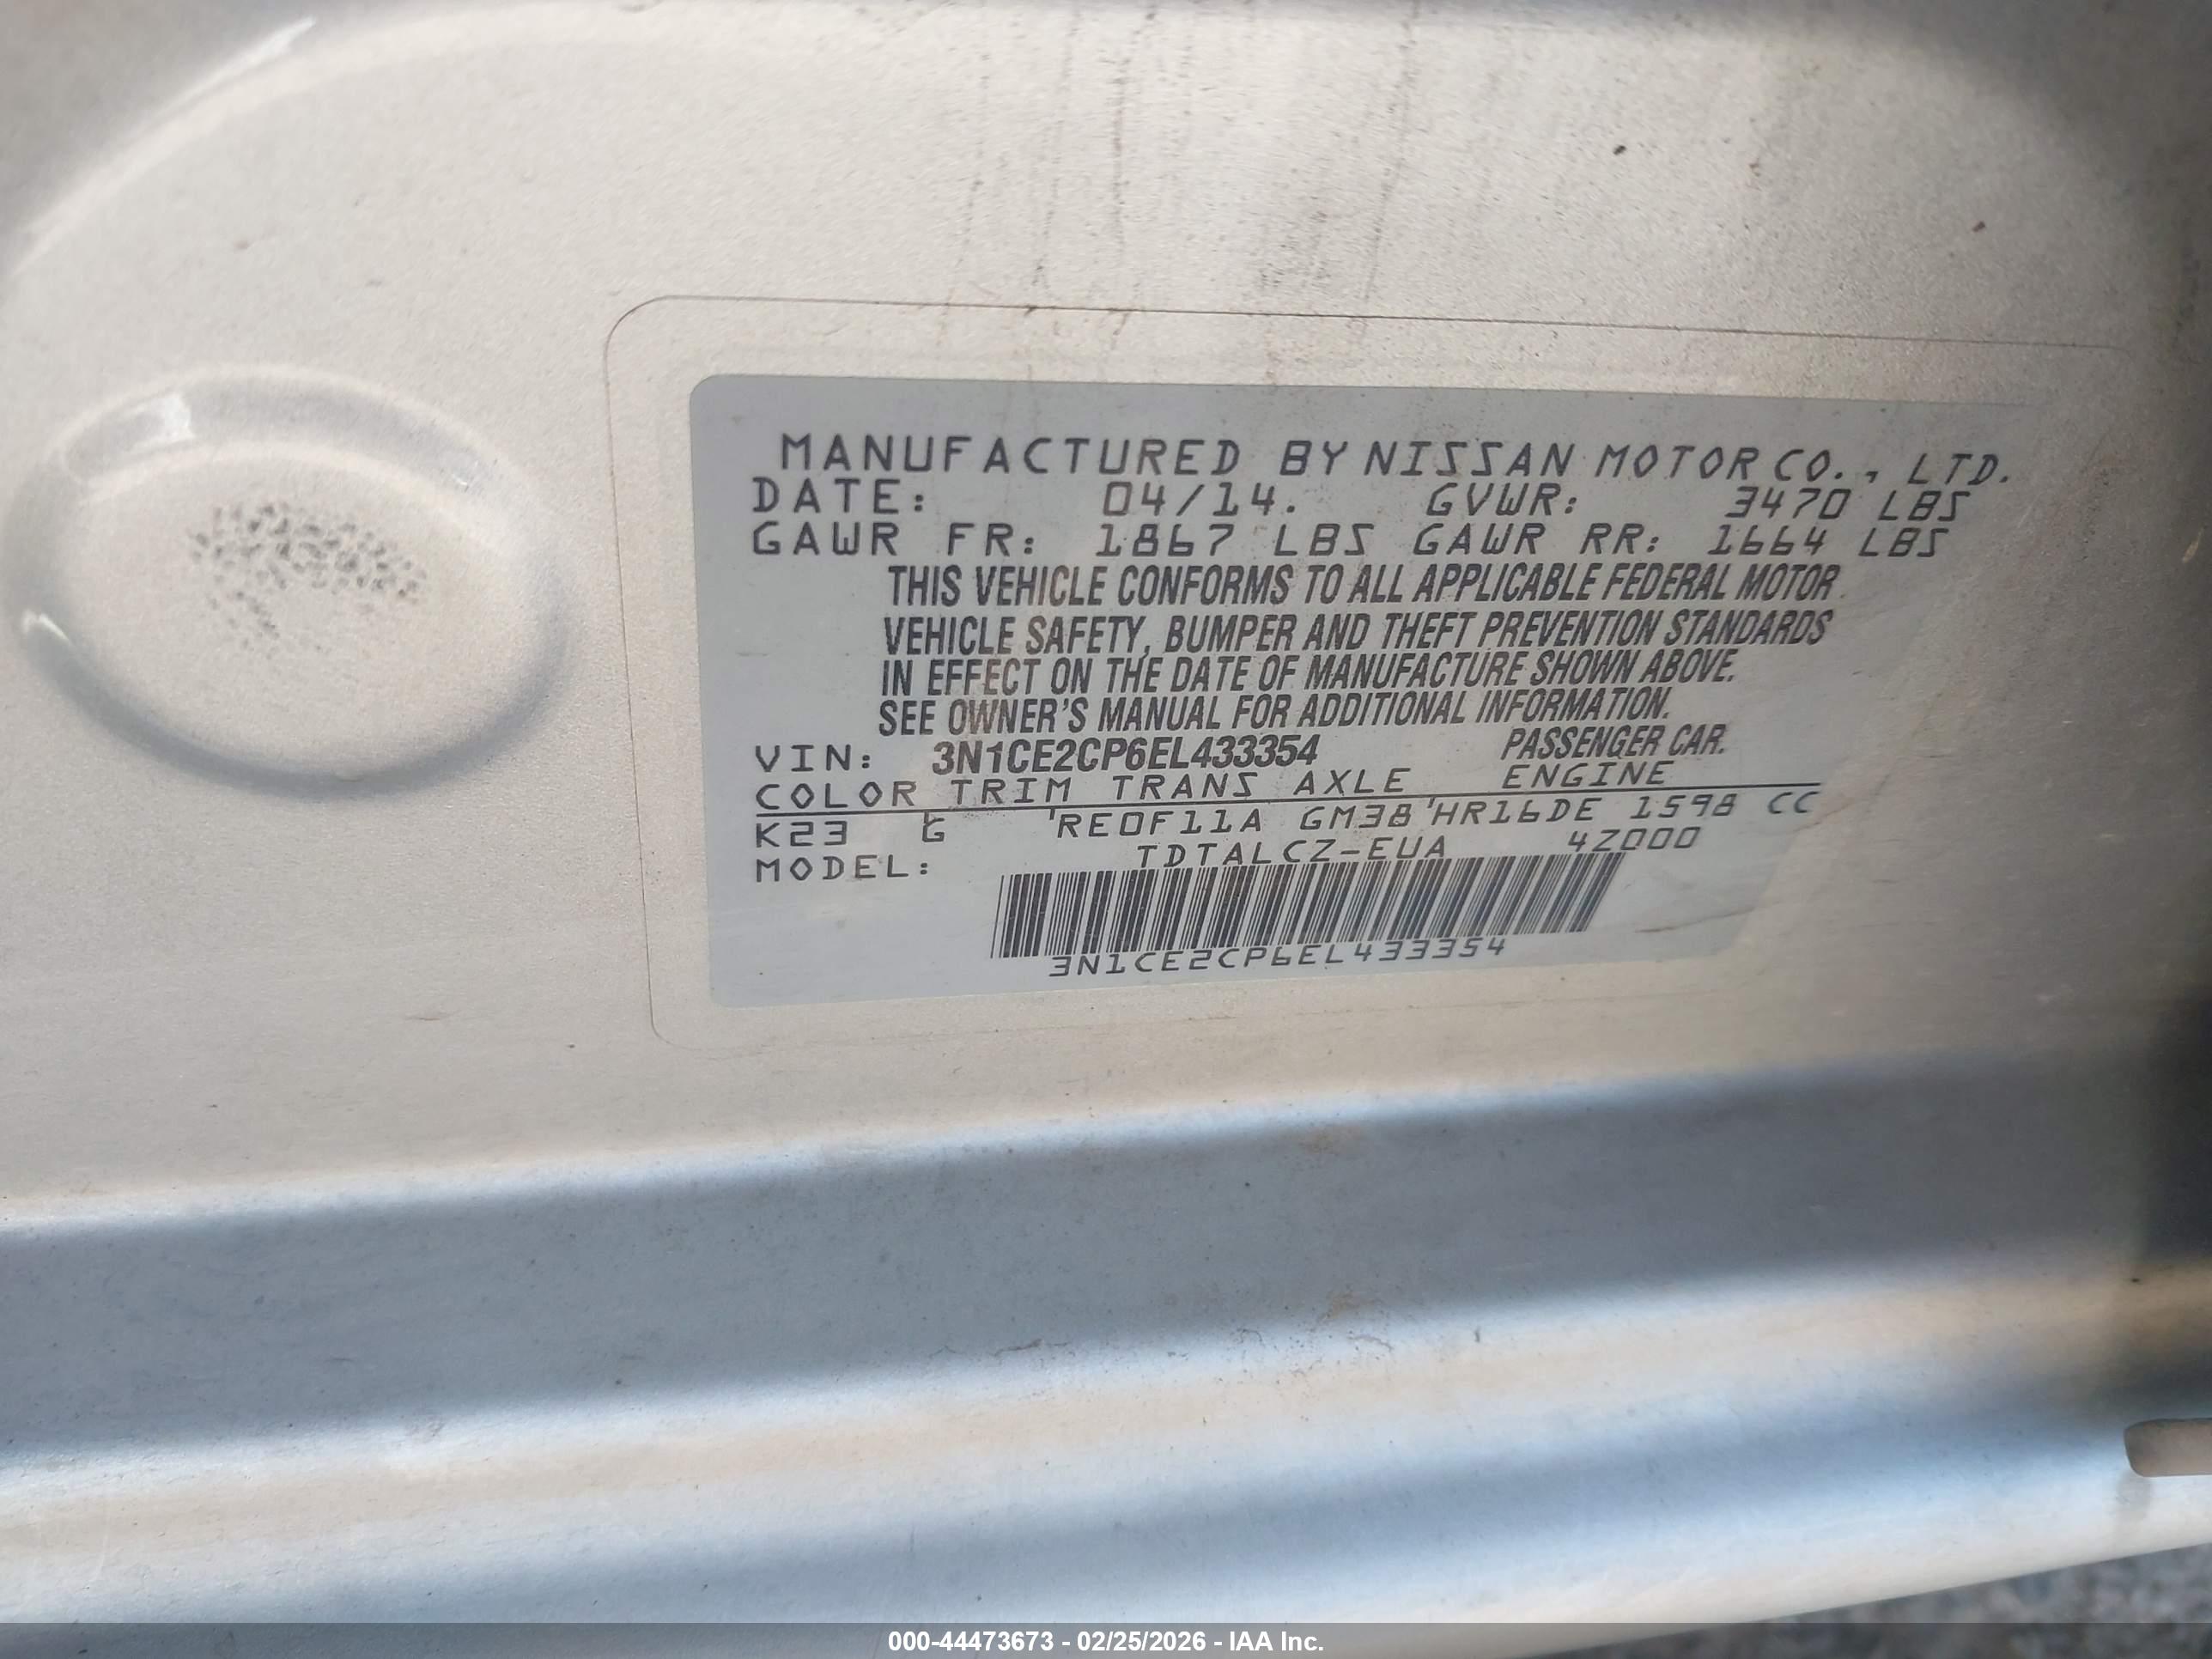 MANUFACTURED BY NISSAN MOTOR CO., LTD.
DATE: 04/14. GVWR: 3470 LBS
GAWR FR: 1867 LBS GAWR RR: 1664 LBS
THIS VEHICLE CONFORMS TO ALL APPLICABLE FEDERAL MOTOR
VEHICLE SAFETY, BUMPER AND THEFT PREVENTION STANDARDS
IN EFFECT ON THE DATE OF MANUFACTURE SHOWN ABOVE.
SEE OWNER'S MANUAL FOR ADDITIONAL INFORMATION.
VIN: 3N1CE2CP6EL433354 PASSENGER CAR.
COLOR TRIM TRANS AXLE ENGINE
K23 G RE0F11A GM38 HR16DE 1598 CC
MODEL: TDTALCZ-EUA 4Z000
3N1CE2CP6EL433354
000-44473673 - 02/25/2026 - IAA Inc.